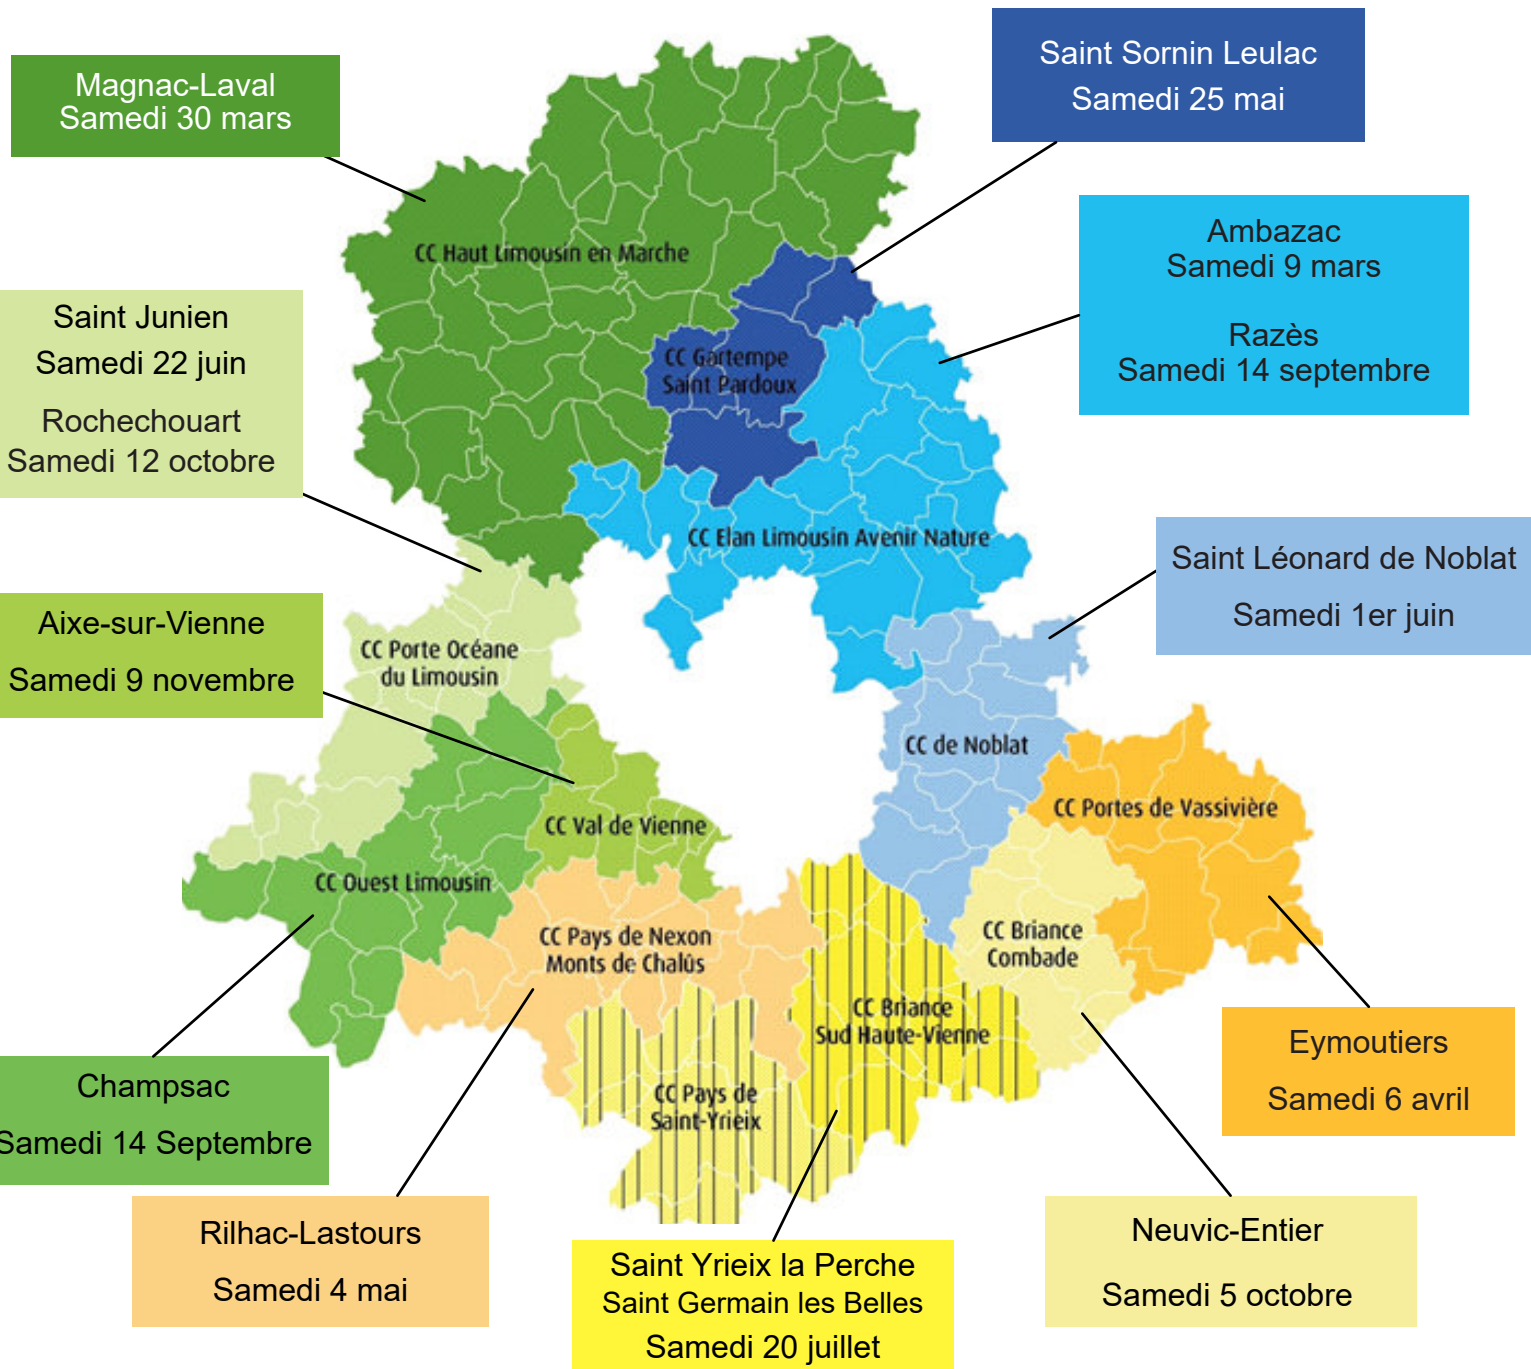 Magnac-Laval
Samedi 30 mars
Saint Sornin Leulac
Samedi 25 mai
Ambazac
Samedi 9 mars
Razès
Samedi 14 septembre
CC Haut Limousin en Marche
Saint Junien
Samedi 22 juin
Rochechouart
Samedi 12 octobre
CC Gartempe
Saint Pardoux
CC Elan Limousin Avenir Nature
Saint Léonard de Noblat
Samedi 1er juin
Aixe-sur-Vienne
Samedi 9 novembre
CC Porte Océane
du Limousin
CC de Noblat
CC Portes de Vassivière
CC Val de Vienne
CC Ouest Limousin
CC Pays de Nexon
Monts de Chalûs
CC Briance
Combade
CC Briance
Sud Haute-Vienne
CC Pays de
Saint-Yrieix
Champsac
Samedi 14 Septembre
Eymoutiers
Samedi 6 avril
Rilhac-Lastours
Samedi 4 mai
Saint Yrieix la Perche
Saint Germain les Belles
Samedi 20 juillet
Neuvic-Entier
Samedi 5 octobre